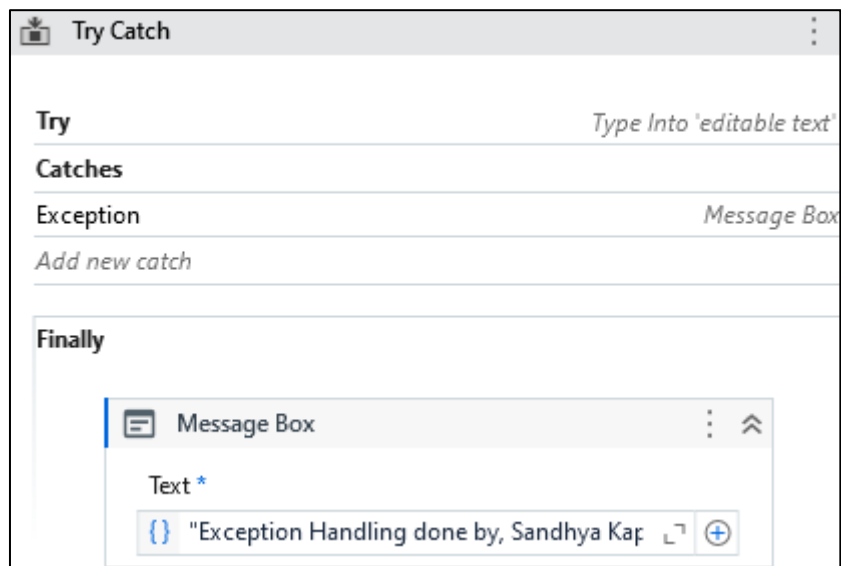 Try Catch
Try Type Into 'editable text'
Catches
Exception Message Box
Add new catch
Finally
Message Box
Text *
{} "Exception Handling done by, Sandhya Kap